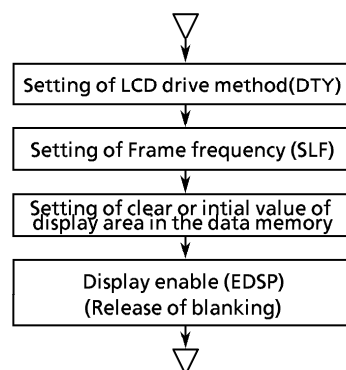 Setting of LCD drive method(DTY)
Setting of Frame frequency (SLF)
Setting of clear or intial value of
display area in the data memory
Display enable (EDSP)
(Release of blanking)